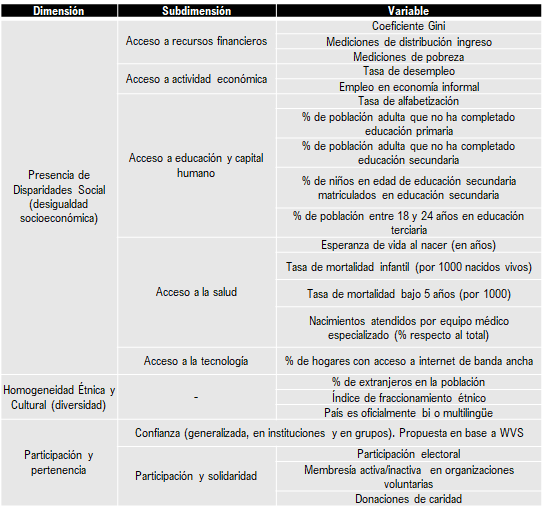 Dimensión Subdimensión Variable
Presencia de
Disparidades Social
(desigualdad
socioeconómica)
Acceso a recursos financieros
Coeficiente Gini
Mediciones de distribución ingreso
Mediciones de pobreza
Acceso a actividad económica
Tasa de desempleo
Empleo en economía informal
Acceso a educación y capital
humano
Tasa de alfabetización
% de población adulta que no ha completado
educación primaria
% de población adulta que no ha completado
educación secundaria
% de niños en edad de educación secundaria
matriculados en educación secundaria
% de población entre 18 y 24 años en educación
terciaria
Acceso a la salud
Esperanza de vida al nacer (en años)
Tasa de mortalidad infantil (por 1000 nacidos vivos)
Tasa de mortalidad bajo 5 años (por 1000)
Nacimientos atendidos por equipo médico
especializado (% respecto al total)
Acceso a la tecnología
% de hogares con acceso a internet de banda ancha
Homogeneidad Étnica y
Cultural (diversidad)
-
% de extranjeros en la población
Índice de fraccionamiento étnico
País es oficialmente bi o multilingüe
Participación y
pertenencia
Confianza (generalizada, en instituciones y en grupos). Propuesta en base a WVS
Participación y solidaridad
Participación electoral
Membresía activa/inactiva en organizaciones
voluntarias
Donaciones de caridad